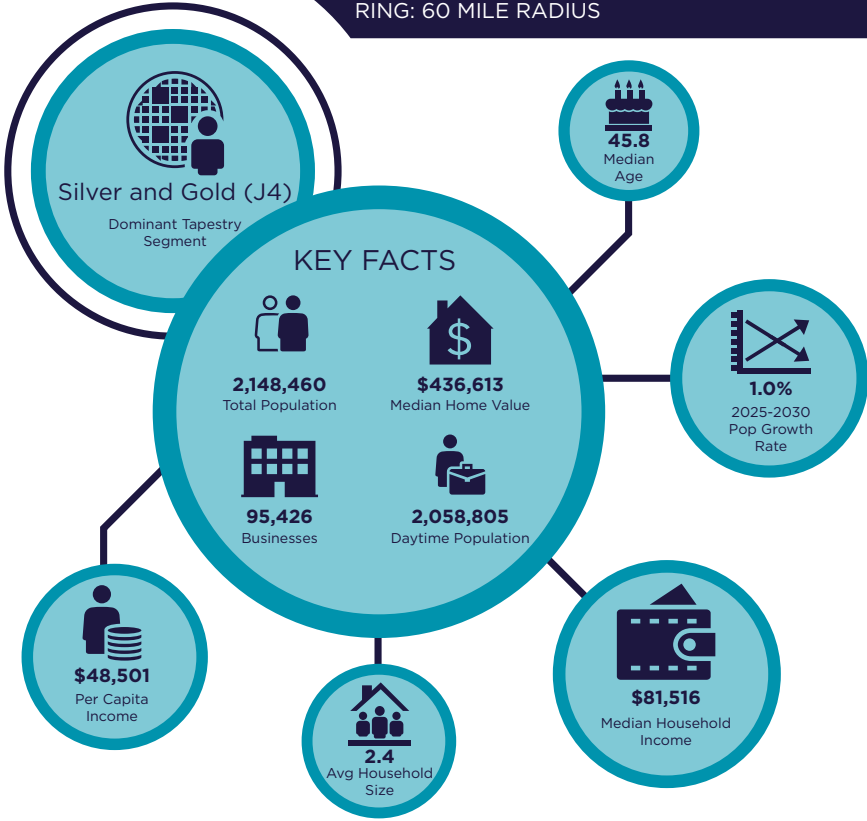 RING: 60 MILE RADIUS
Silver and Gold (J4)
Dominant Tapestry
Segment
45.8
Median
Age
KEY FACTS
2,148,460
Total Population
$
$436,613
Median Home Value
1.0%
2025-2030
Pop Growth
Rate
95,426
Businesses
2,058,805
Daytime Population
$48,501
Per Capita
Income
2.4
Avg Household
Size
$81,516
Median Household
Income